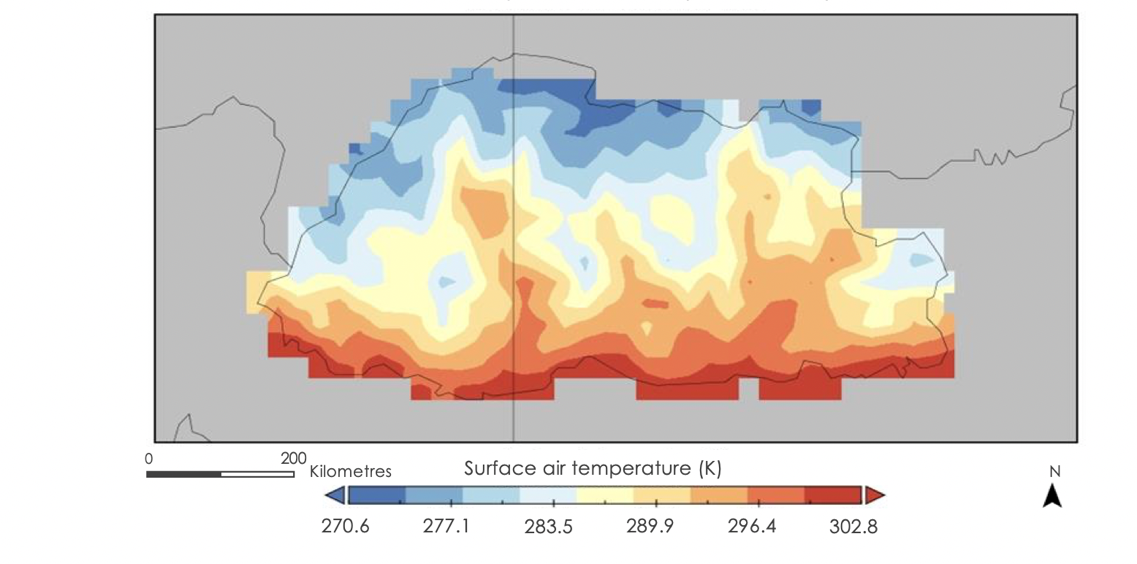 0 200 Kilometres
Surface air temperature (K)
N
270.6 277.1 283.5 289.9 296.4 302.8